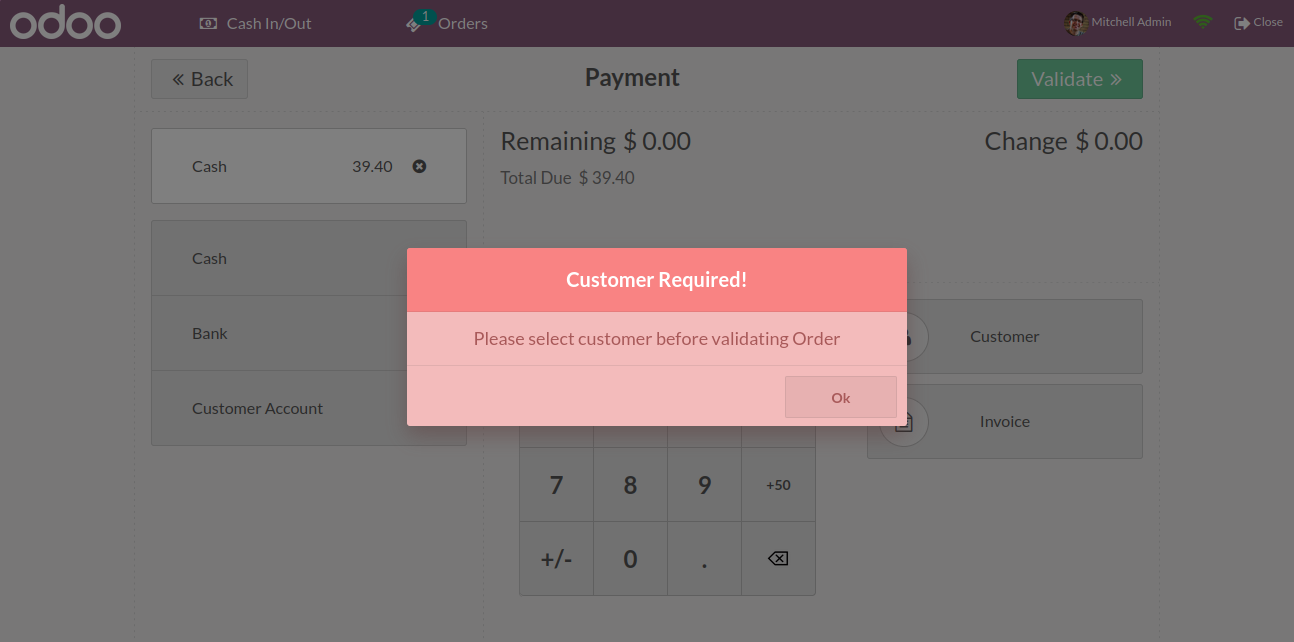 odoo
Cash In/Out
1
Orders
Mitchell Admin
Close
Back
Payment
Validate
Cash 39.40
Remaining $ 0.00
Change $ 0.00
Total Due $ 39.40
Cash
Bank
Customer Account
Customer Required!
Please select customer before validating Order
Ok
Customer
Invoice
7 8 9 +50
+/- 0 .